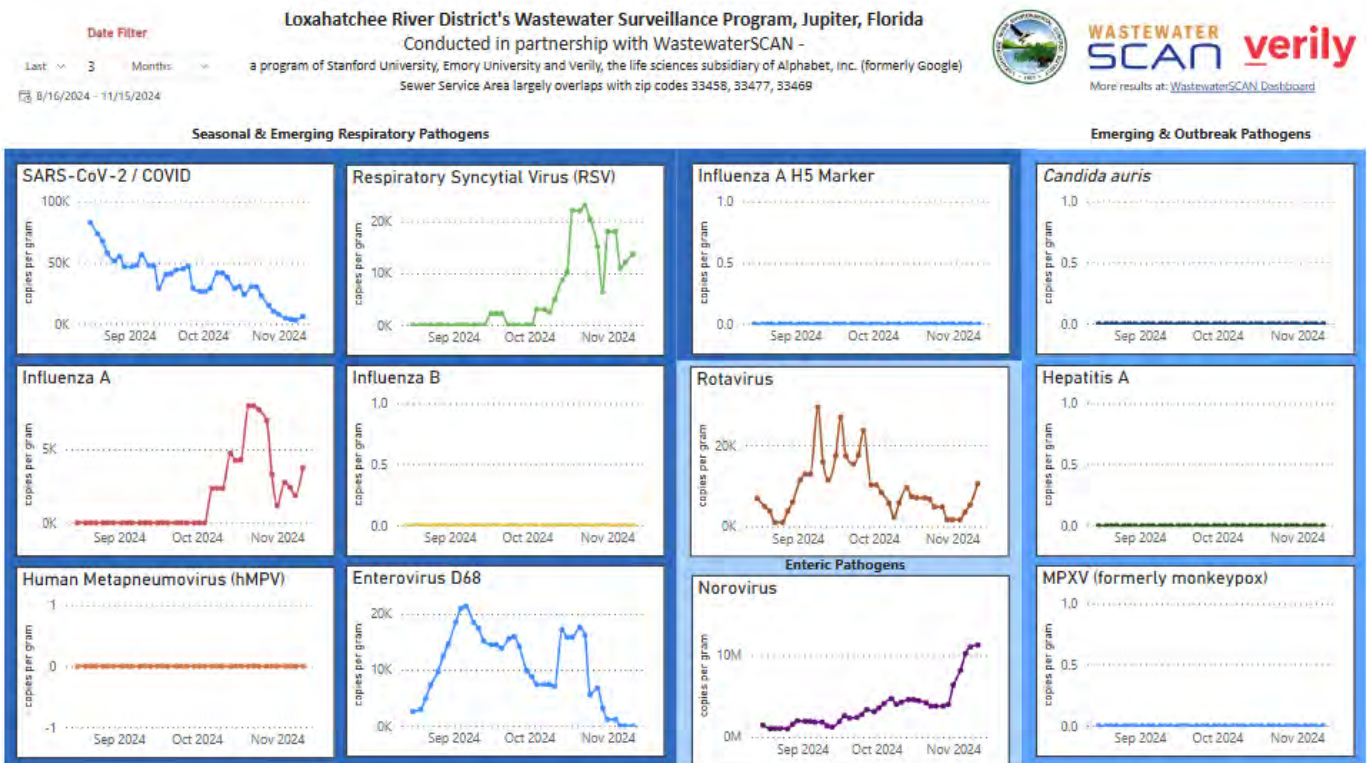 Loxahatchee River District's Wastewater Surveillance Program, Jupiter, Florida
Conducted in partnership with WastewaterSCAN -
a program of Stanford University, Emory University and Verily, the life sciences subsidiary of Alphabet, Inc. (formerly Google)
Sewer Service Area largely overlaps with zip codes 33458, 33477, 33469
Date Filter
Last 3 Months
8/16/2024 - 11/15/2024
WASTEWATER
SCAN
verily
More results at: WastewaterSCAN Dashboard
Seasonal & Emerging Respiratory Pathogens
Emerging & Outbreak Pathogens
SARS-CoV-2 / COVID
copies per gram
100K
50K
0K
Sep 2024 Oct 2024 Nov 2024
Respiratory Syncytial Virus (RSV)
copies per gram
20K
10K
0K
Sep 2024 Oct 2024 Nov 2024
Influenza A H5 Marker
copies per gram
1.0
0.5
0.0
Sep 2024 Oct 2024 Nov 2024
Candida auris
copies per gram
1.0
0.5
0.0
Sep 2024 Oct 2024 Nov 2024
Influenza A
copies per gram
5K
0K
Sep 2024 Oct 2024 Nov 2024
Influenza B
copies per gram
1.0
0.5
0.0
Sep 2024 Oct 2024 Nov 2024
Rotavirus
copies per gram
20K
0K
Sep 2024 Oct 2024 Nov 2024
Hepatitis A
copies per gram
1.0
0.5
0.0
Sep 2024 Oct 2024 Nov 2024
Enteric Pathogens
Human Metapneumovirus (hMPV)
copies per gram
1
0
-1
Sep 2024 Oct 2024 Nov 2024
Enterovirus D68
copies per gram
20K
10K
0K
Sep 2024 Oct 2024 Nov 2024
Norovirus
copies per gram
10M
0M
Sep 2024 Oct 2024 Nov 2024
MPXV (formerly monkeypox)
copies per gram
1.0
0.5
0.0
Sep 2024 Oct 2024 Nov 2024